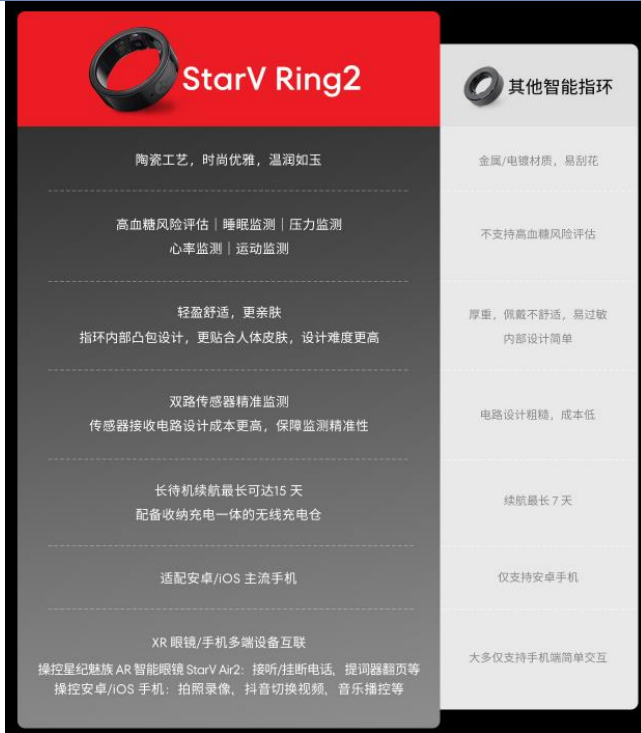 StarV Ring2
其他智能指环
陶瓷工艺，时尚优雅，温润如玉
金属/电镀材质，易刮花
高血糖风险评估｜睡眠监测｜压力监测
心率监测｜运动监测
不支持高血糖风险评估
轻盈舒适，更亲肤
指环内部凸包设计，更贴合人体皮肤，设计难度更高
厚重，佩戴不舒适，易过敏
内部设计简单
双路传感器精准监测
传感器接收电路设计成本更高，保障监测精准性
电路设计粗糙，成本低
长待机续航最长可达15 天
配备收纳充电一体的无线充电仓
续航最长 7 天
适配安卓/iOS 主流手机
仅支持安卓手机
XR 眼镜/手机多端设备互联
操控星纪魅族 AR 智能眼镜 StarV Air2：接听/挂断电话、提词器翻页等
操控安卓/iOS 手机：拍照录像、抖音切换视频、音乐播控等
大多仅支持手机端简单交互